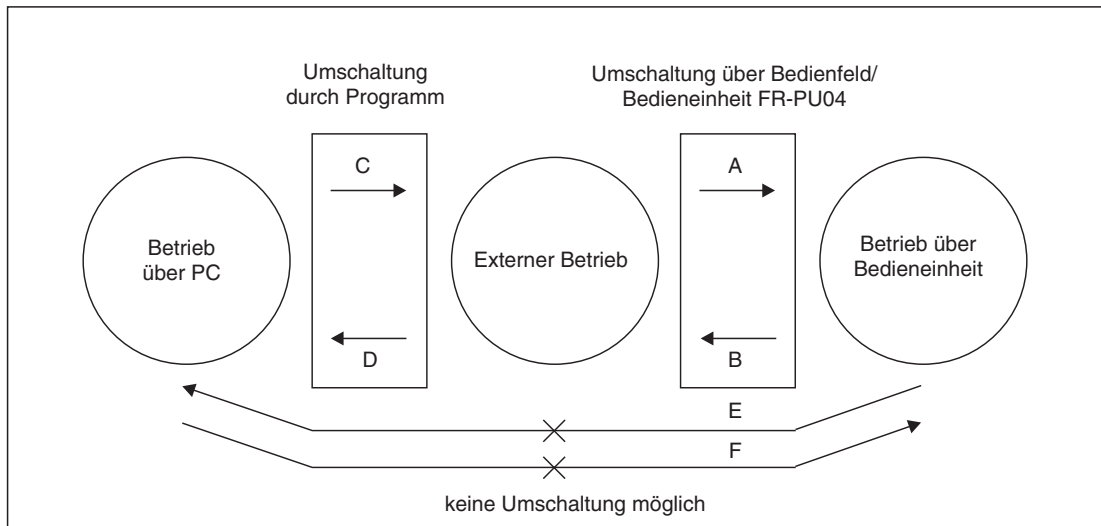 Umschaltung
durch Programm
Umschaltung über Bedienfeld/
Bedieneinheit FR-PU04
C
A
Betrieb
über PC
Externer Betrieb
Betrieb über
Bedieneinheit
D
B
E
F
keine Umschaltung möglich